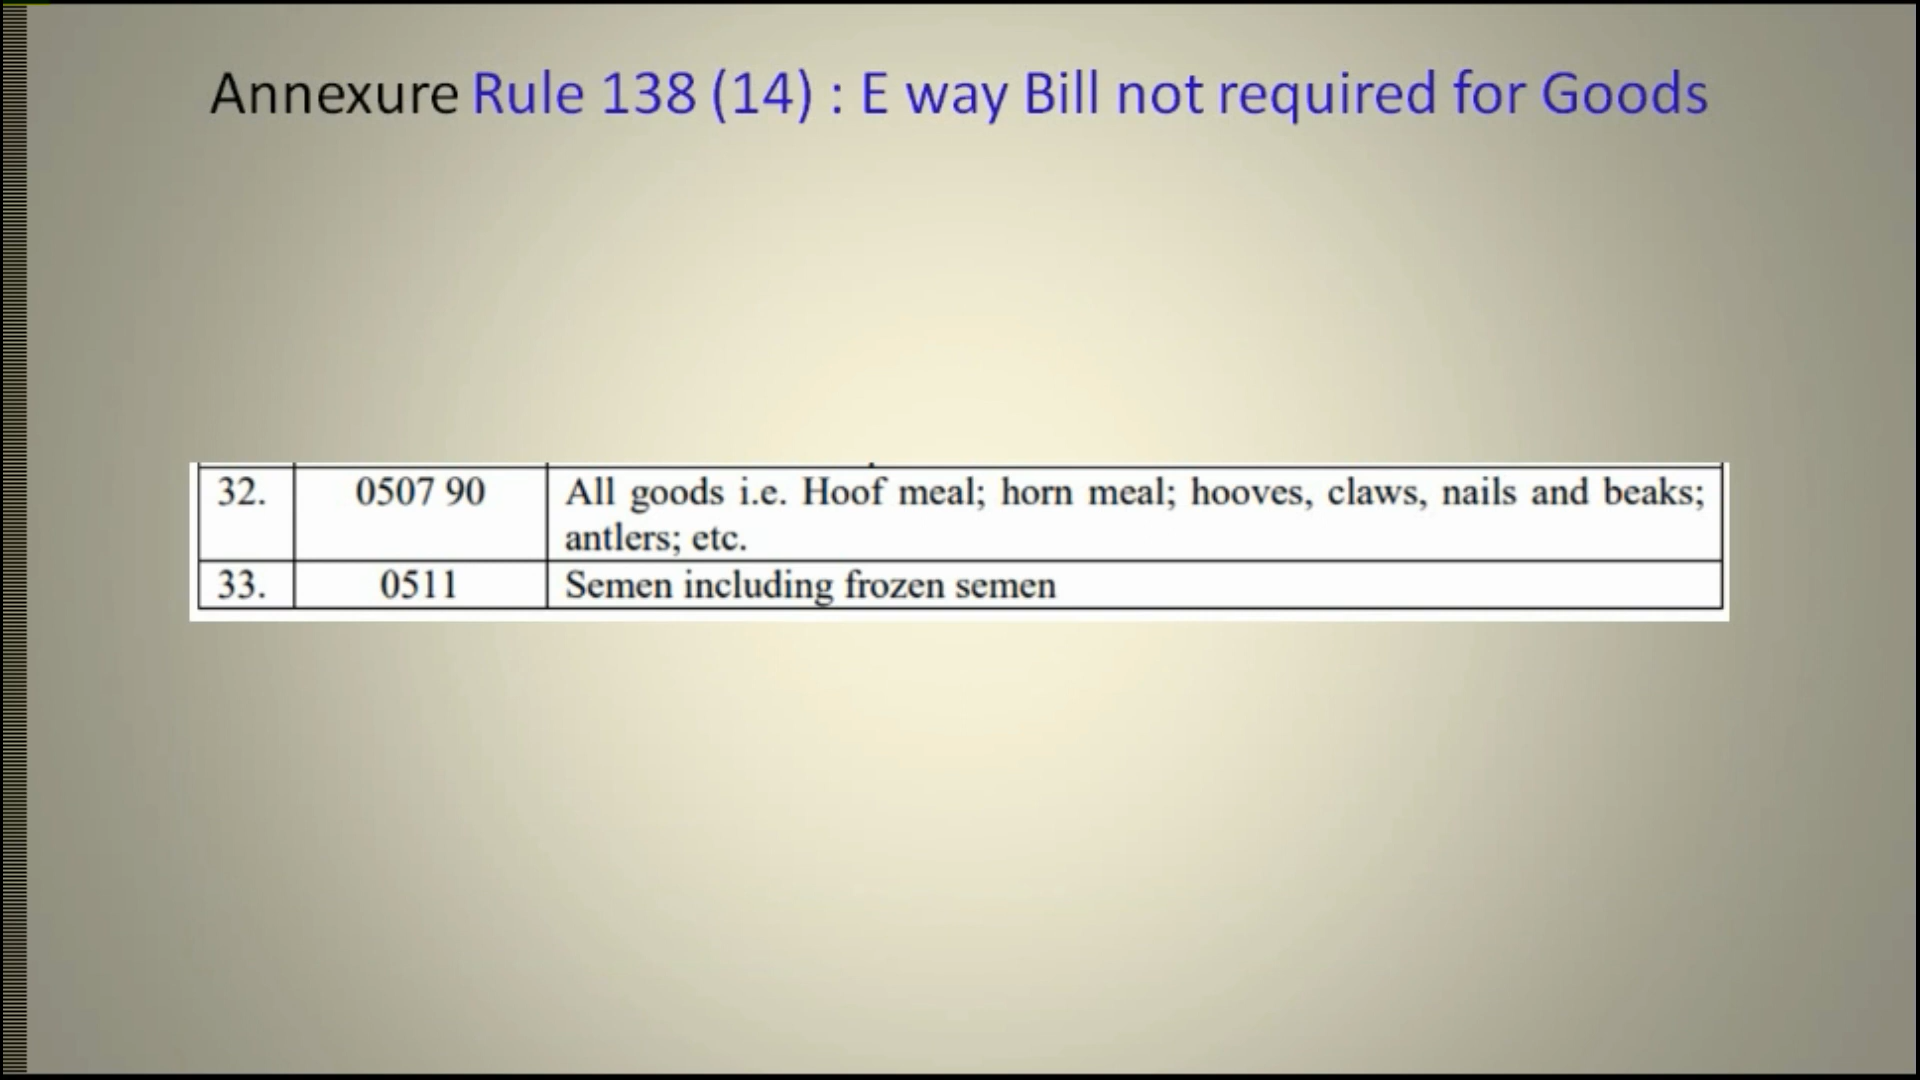 Annexure Rule 138 (14) : E way Bill not required for Goods
32. 0507 90 All goods i.e. Hoof meal; horn meal; hooves, claws, nails and beaks;
antlers; etc.
33. 0511 Semen including frozen semen